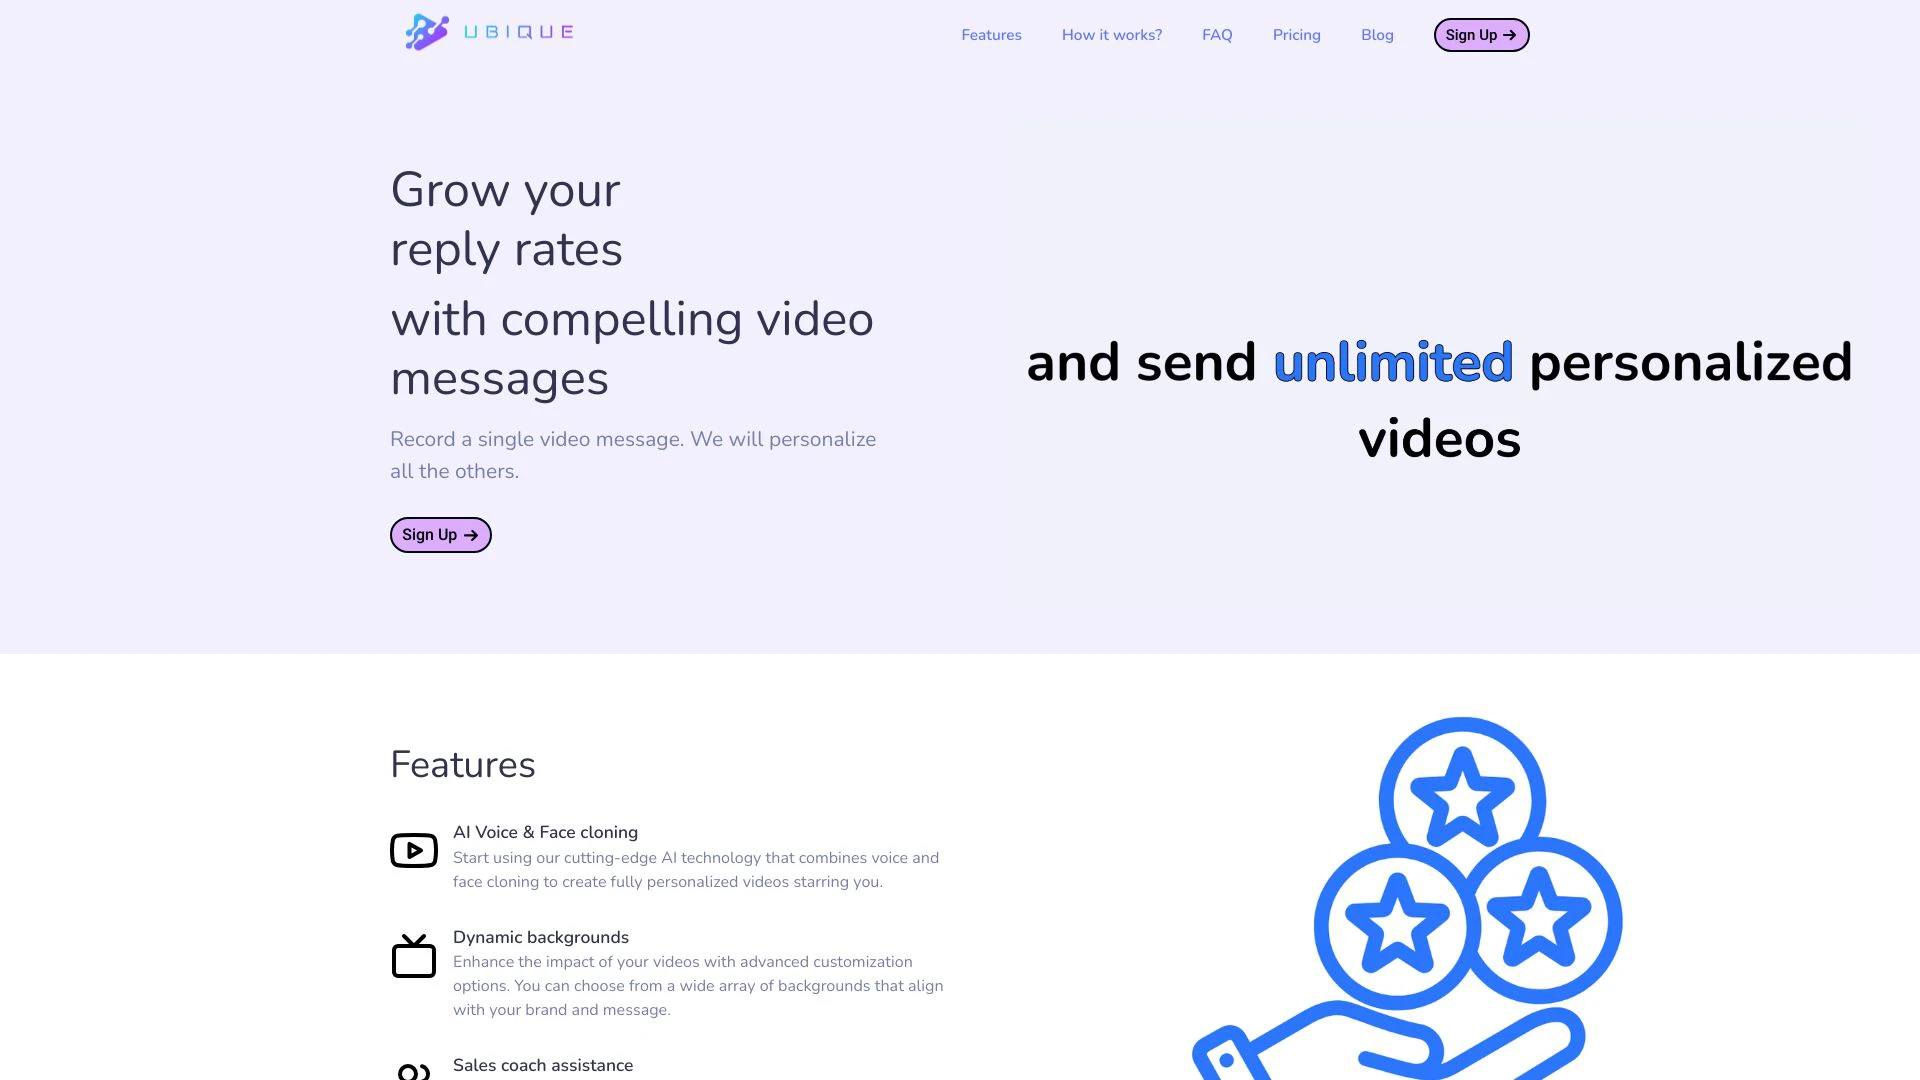 UBIQUE
Features
How it works?
FAQ
Pricing
Blog
Sign Up
Grow your
reply rates
with compelling video
messages
Record a single video message. We will personalize
all the others.
Sign Up
and send unlimited personalized
videos
Features
AI Voice & Face cloning
Start using our cutting-edge AI technology that combines voice and
face cloning to create fully personalized videos starring you.
Dynamic backgrounds
Enhance the impact of your videos with advanced customization
options. You can choose from a wide array of backgrounds that align
with your brand and message.
Sales coach assistance